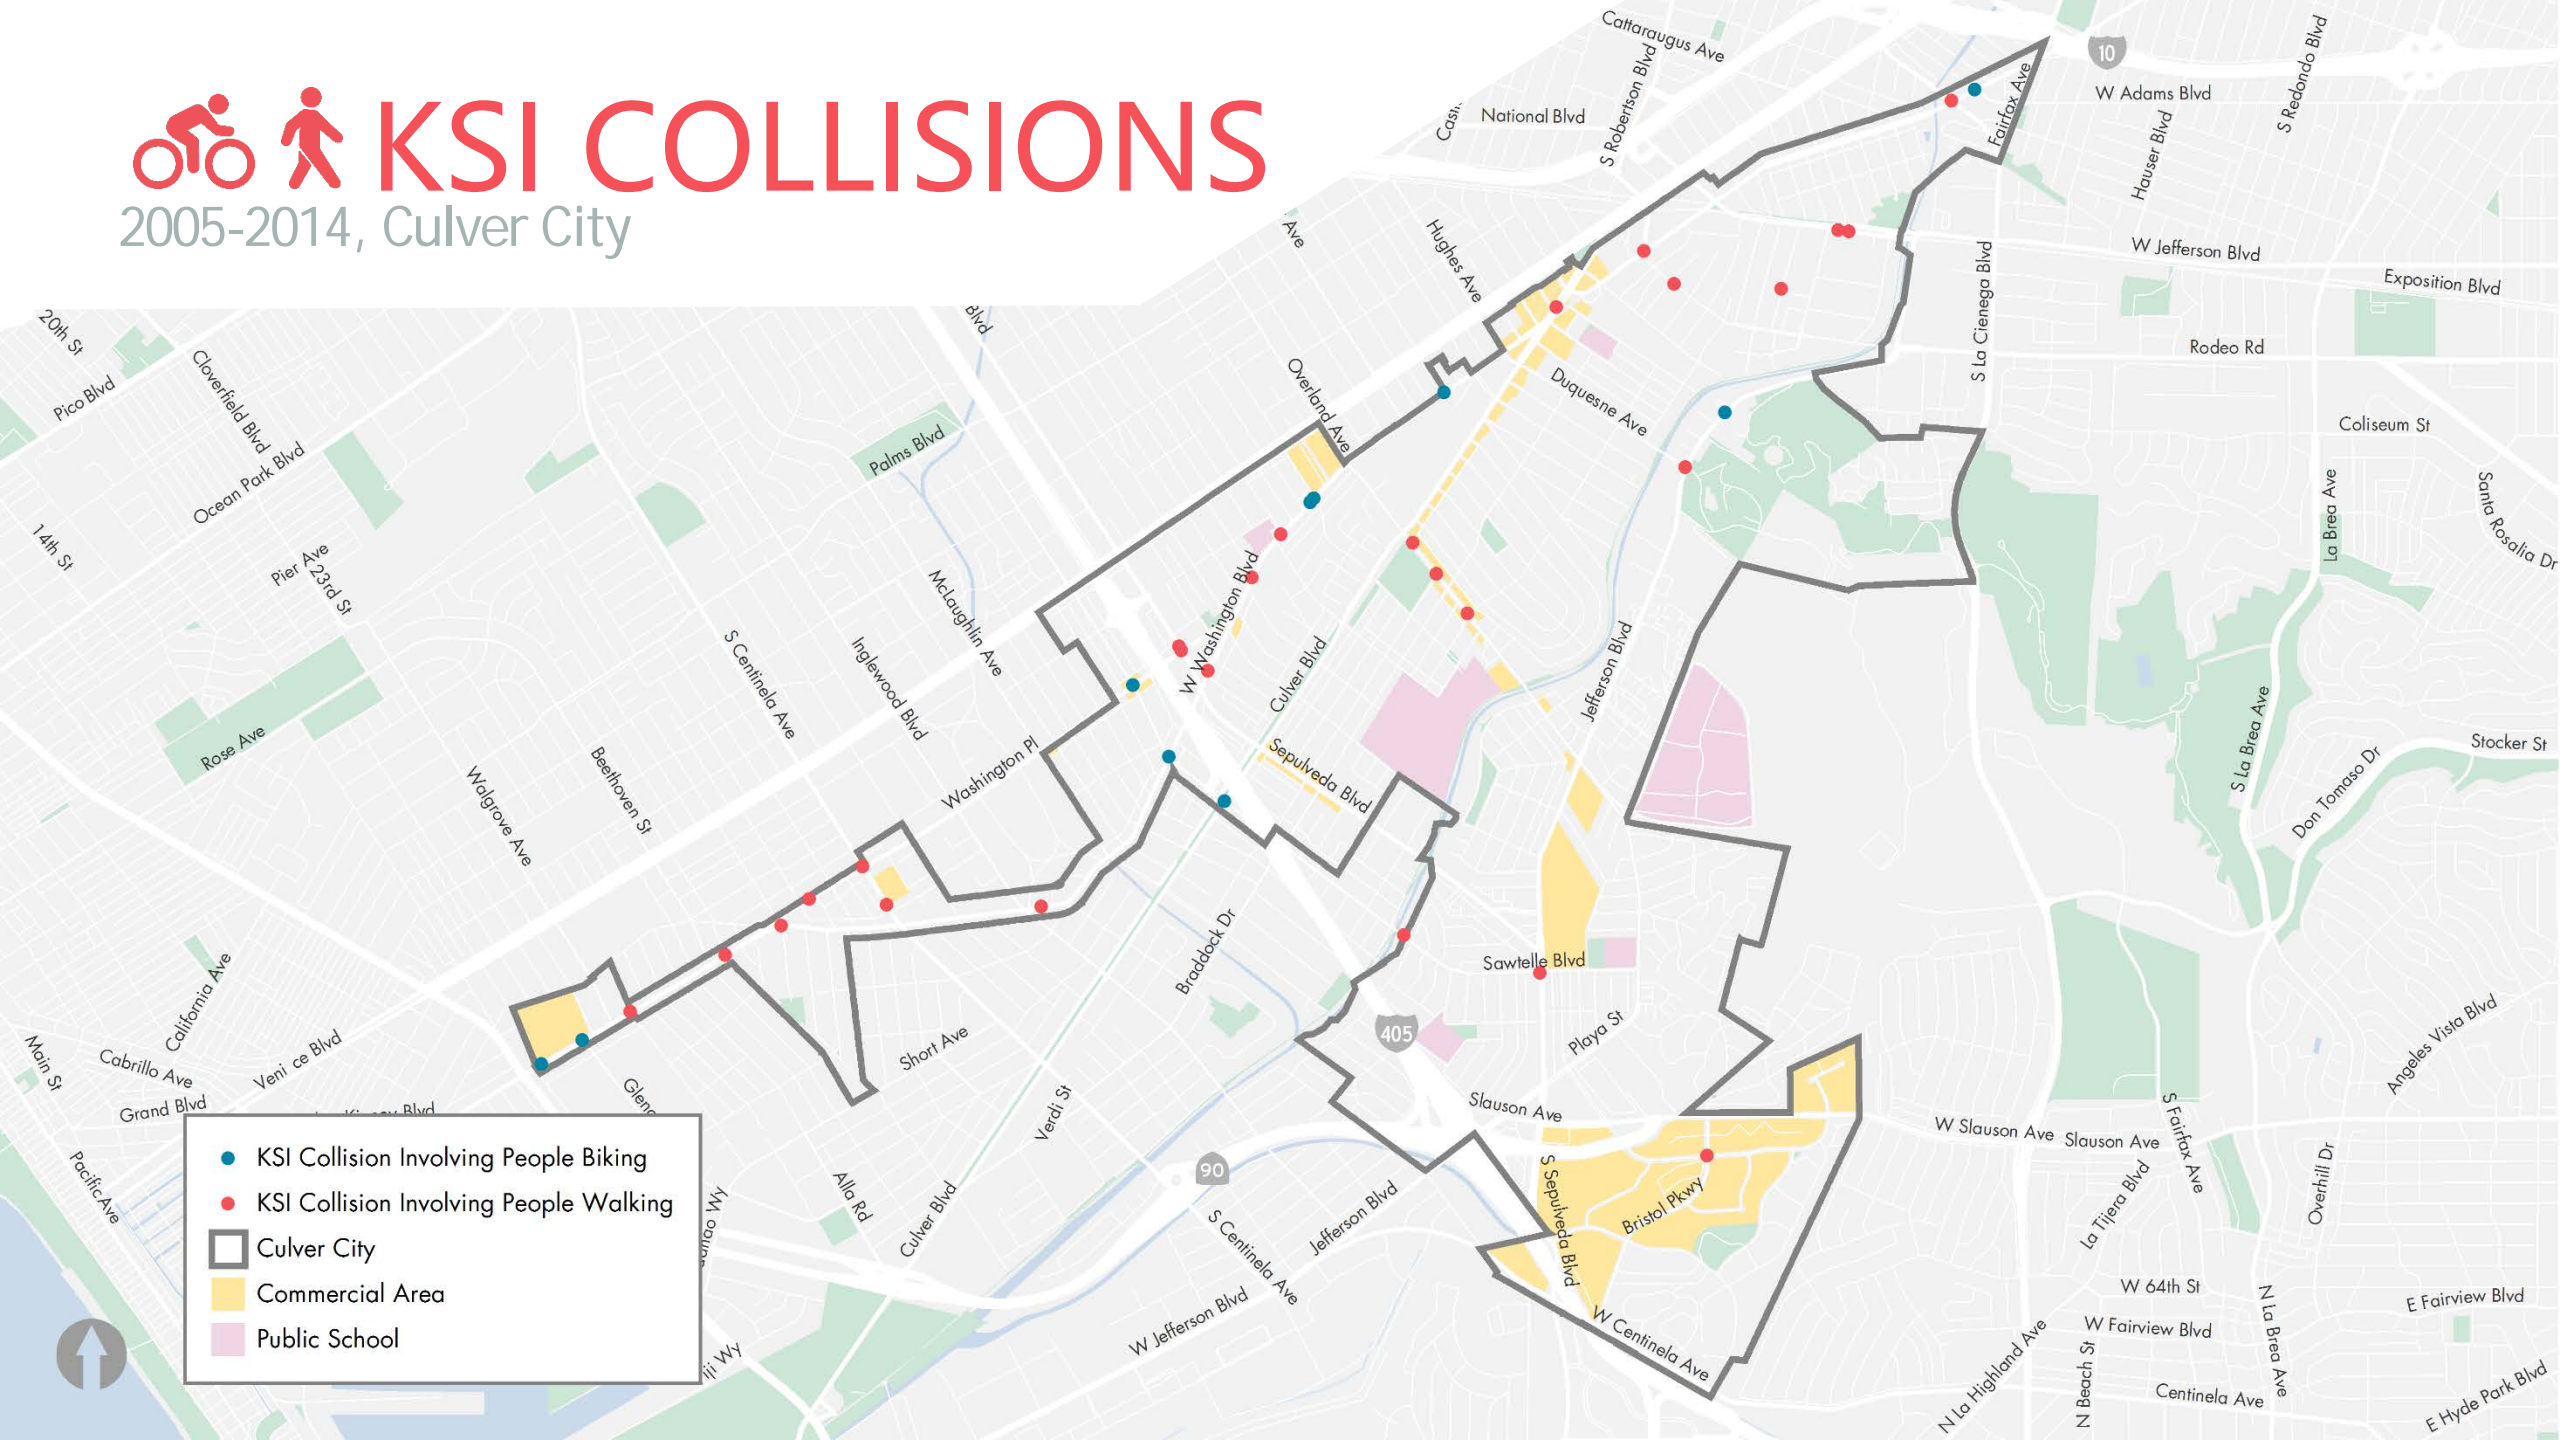 KSI COLLISIONS
2005-2014, Culver City
Cattaraugus Ave
National Blvd
S Robertson Blvd
10
Fairfax Ave
W Adams Blvd
Hauser Blvd
S Redondo Blvd
Ave
Hughes Ave
Blvd
W Jefferson Blvd
Exposition Blvd
S La Cienega Blvd
Rodeo Rd
20th St
Pico Blvd
Cloverfield Blvd
Ocean Park Blvd
Palms Blvd
Overland Ave
Duquesne Ave
Coliseum St
La Brea Ave
Santa Rosalia Dr
14th St
Pier Ave
23rd St
McLaughlin Ave
Inglewood Blvd
S Centinela Ave
W Washington Blvd
Culver Blvd
Jefferson Blvd
Rose Ave
Walgrove Ave
Beethoven St
Washington Pl
Sepulveda Blvd
S La Brea Ave
Don Tomaso Dr
Stocker St
Braddock Dr
Sawtelle Blvd
405
Playa St
California Ave
Main St
Cabrillo Ave
Grand Blvd
Veni ce Blvd
Blvd
Short Ave
Verdi St
Slauson Ave
W Slauson Ave
Slauson Ave
S Fairfax Ave
Angeles Vista Blvd
Pacific Ave
90
Alla Rd
Culver Blvd
S Centinela Ave
Jefferson Blvd
W Jefferson Blvd
S Sepulveda Blvd
Bristol Pkwy
W Centinela Ave
La Tijera Blvd
Overhill Dr
W 64th St
W Fairview Blvd
E Fairview Blvd
N La Brea Ave
N La Highland Ave
N Beach St
Centinela Ave
E Hyde Park Blvd
KSI Collision Involving People Biking
KSI Collision Involving People Walking
Culver City
Commercial Area
Public School